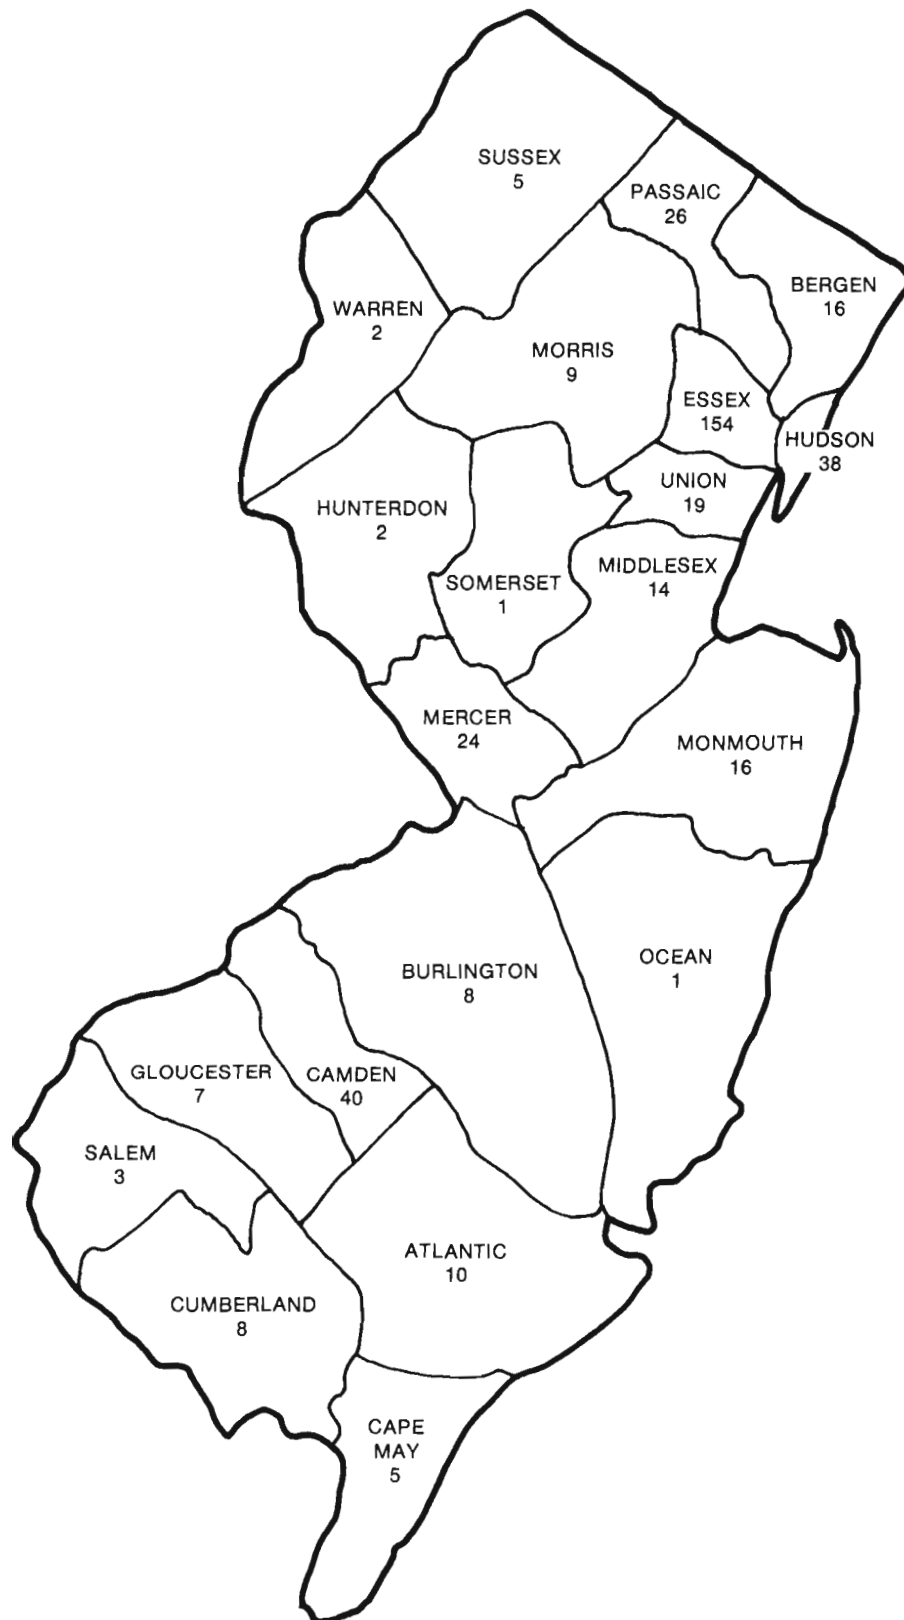 SUSSEX
5
PASSAIC
26
BERGEN
16
WARREN
2
MORRIS
9
ESSEX
154
HUDSON
38
UNION
19
HUNTERDON
2
SOMERSET
1
MIDDLESEX
14
MERCER
24
MONMOUTH
16
OCEAN
1
BURLINGTON
8
GLOUCESTER
7
CAMDEN
40
SALEM
3
ATLANTIC
10
CUMBERLAND
8
CAPE
MAY
5